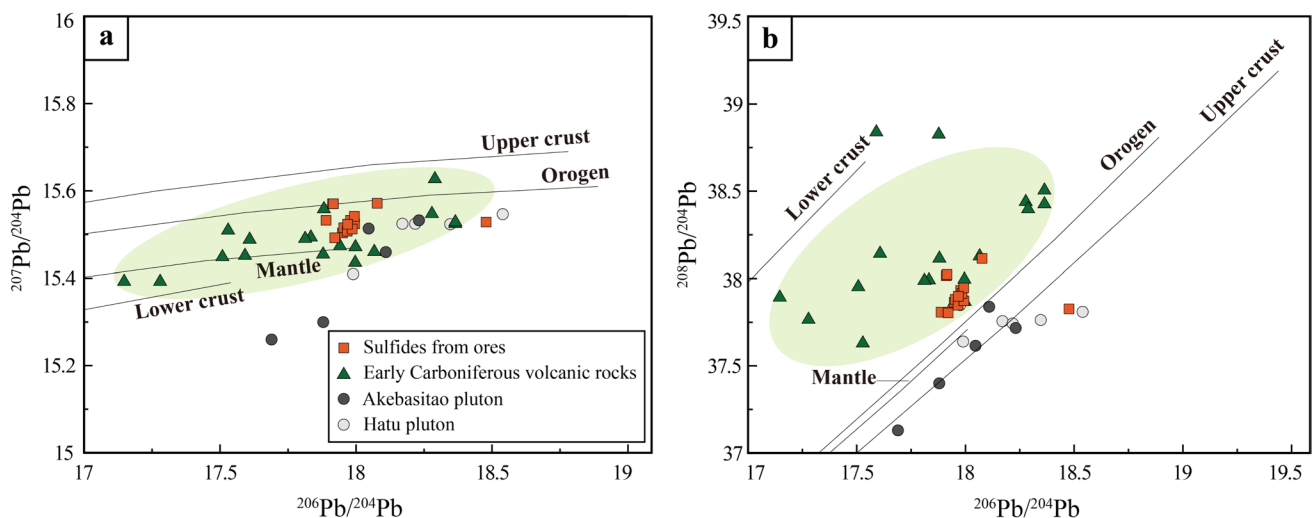 a
16
15.8
15.6
15.4
15.2
15
17
17.5
18
18.5
19
207Pb/204Pb
206Pb/204Pb
Upper crust
Orogen
Mantle
Lower crust
Sulfides from ores
Early Carboniferous volcanic rocks
Akebasitao pluton
Hatu pluton
b
39.5
39
38.5
38
37.5
37
17
17.5
18
18.5
19
19.5
208Pb/204Pb
206Pb/204Pb
Lower crust
Orogen
Upper crust
Mantle